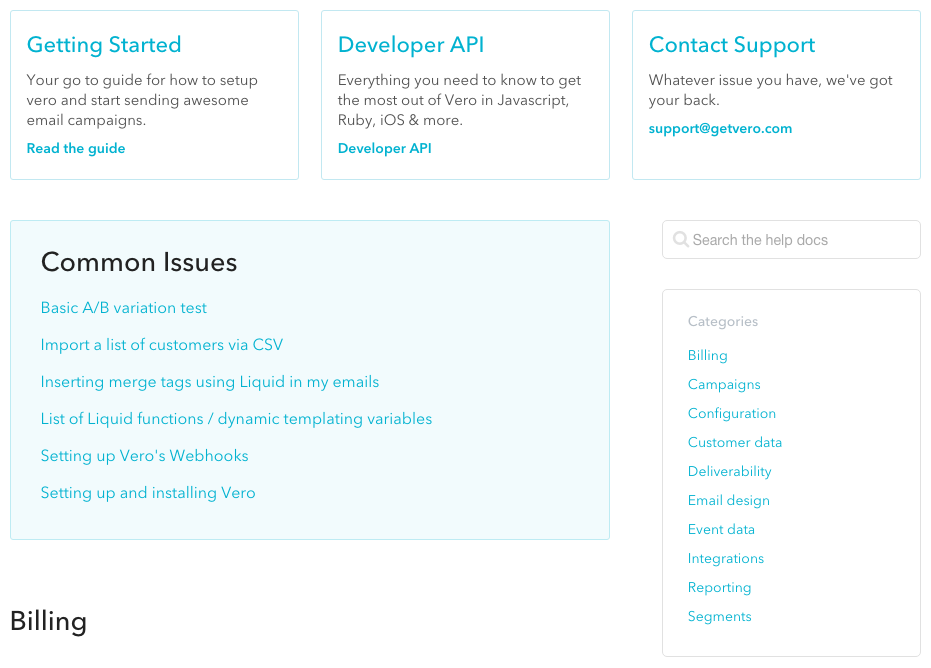 Getting Started
Your go to guide for how to setup
vero and start sending awesome
email campaigns.
Read the guide
Developer API
Everything you need to know to get
the most out of Vero in Javascript,
Ruby, iOS & more.
Developer API
Contact Support
Whatever issue you have, we've got
your back.
support@getvero.com
Common Issues
Basic A/B variation test
Import a list of customers via CSV
Inserting merge tags using Liquid in my emails
List of Liquid functions / dynamic templating variables
Setting up Vero's Webhooks
Setting up and installing Vero
Billing
Search the help docs
Categories
Billing
Campaigns
Configuration
Customer data
Deliverability
Email design
Event data
Integrations
Reporting
Segments